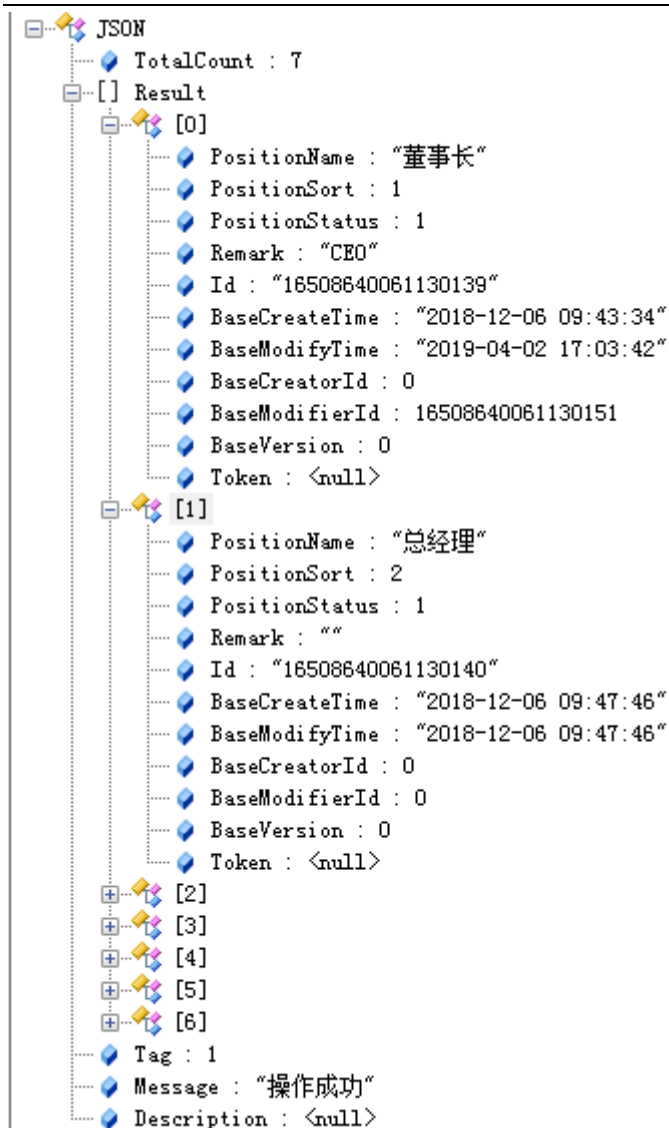 JSON
TotalCount : 7
[] Result
[0]
PositionName : "董事长"
PositionSort : 1
PositionStatus : 1
Remark : "CEO"
Id : "16508640061130139"
BaseCreateTime : "2018-12-06 09:43:34"
BaseModifyTime : "2019-04-02 17:03:42"
BaseCreatorId : 0
BaseModifierId : 16508640061130151
BaseVersion : 0
Token : <null>
[1]
PositionName : "总经理"
PositionSort : 2
PositionStatus : 1
Remark : ""
Id : "16508640061130140"
BaseCreateTime : "2018-12-06 09:47:46"
BaseModifyTime : "2018-12-06 09:47:46"
BaseCreatorId : 0
BaseModifierId : 0
BaseVersion : 0
Token : <null>
[2]
[3]
[4]
[5]
[6]
Tag : 1
Message : "操作成功"
Description : <null>